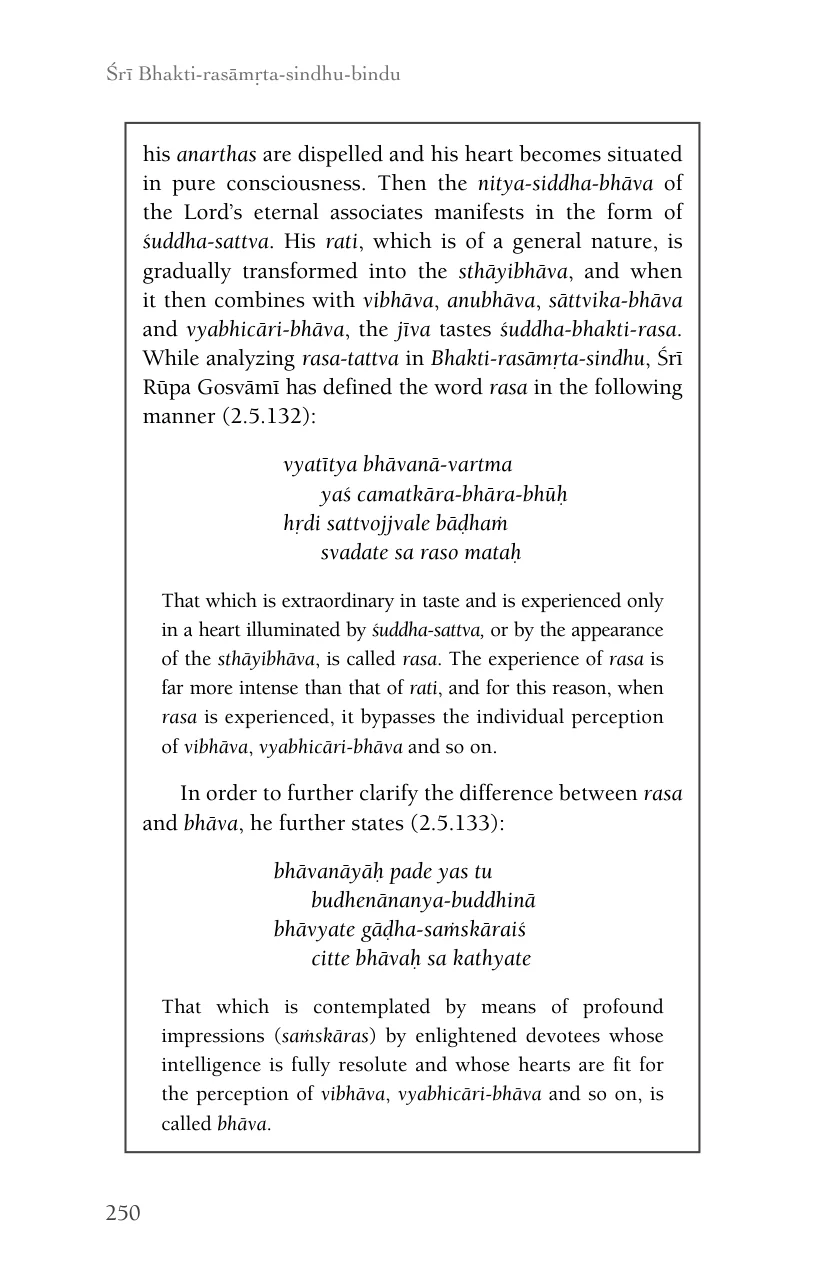 Śrī Bhakti-rasāmṛta-sindhu-bindu
his anarthas are dispelled and his heart becomes situated
in pure consciousness. Then the nitya-siddha-bhāva of
the Lord’s eternal associates manifests in the form of
śuddha-sattva. His rati, which is of a general nature, is
gradually transformed into the sthāyibhāva, and when
it then combines with vibhāva, anubhāva, sāttvika-bhāva
and vyabhicāri-bhāva, the jīva tastes śuddha-bhakti-rasa.
While analyzing rasa-tattva in Bhakti-rasāmṛta-sindhu, Śrī
Rūpa Gosvāmī has defined the word rasa in the following
manner (2.5.132):
vyatītya bhāvanā-vartma
yaś camatkāra-bhāra-bhūḥ
hṛdi sattvojjvale bāḍhaṁ
svadate sa raso mataḥ
That which is extraordinary in taste and is experienced only
in a heart illuminated by śuddha-sattva, or by the appearance
of the sthāyibhāva, is called rasa. The experience of rasa is
far more intense than that of rati, and for this reason, when
rasa is experienced, it bypasses the individual perception
of vibhāva, vyabhicāri-bhāva and so on.
In order to further clarify the difference between rasa
and bhāva, he further states (2.5.133):
bhāvanāyāḥ pade yas tu
budhenānanya-buddhinā
bhāvyate gāḍha-saṁskāraiś
citte bhāvaḥ sa kathyate
That which is contemplated by means of profound
impressions (saṁskāras) by enlightened devotees whose
intelligence is fully resolute and whose hearts are fit for
the perception of vibhāva, vyabhicāri-bhāva and so on, is
called bhāva.
250